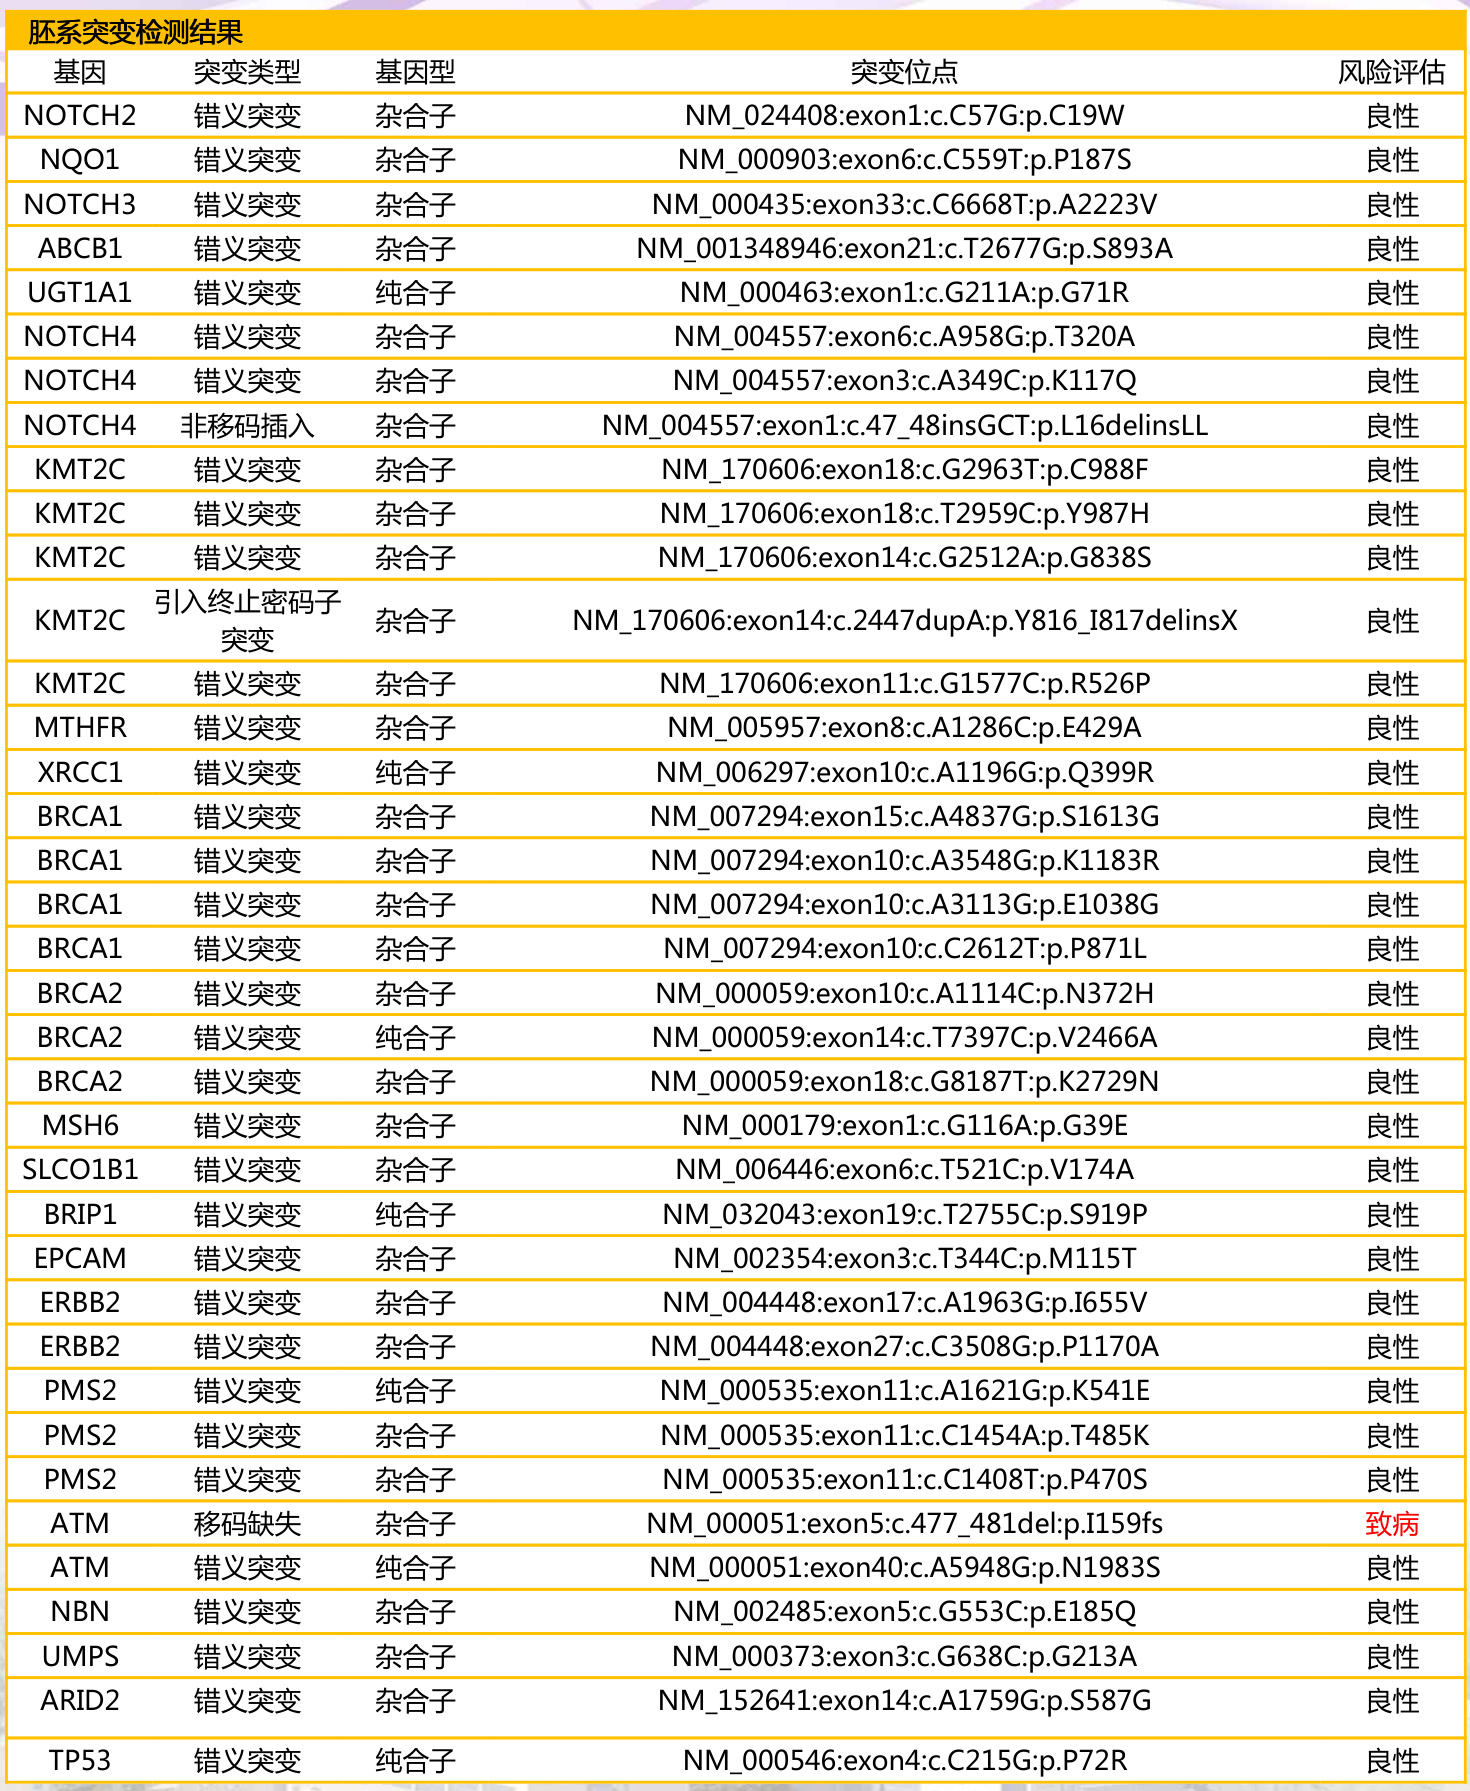 胚系突变检测结果
基因 突变类型 基因型 突变位点 风险评估
NOTCH2 错义突变 杂合子 NM_024408:exon1:c.C57G:p.C19W 良性
NQO1 错义突变 杂合子 NM_000903:exon6:c.C559T:p.P187S 良性
NOTCH3 错义突变 杂合子 NM_000435:exon33:c.C6668T:p.A2223V 良性
ABCB1 错义突变 杂合子 NM_001348946:exon21:c.T2677G:p.S893A 良性
UGT1A1 错义突变 纯合子 NM_000463:exon1:c.G211A:p.G71R 良性
NOTCH4 错义突变 杂合子 NM_004557:exon6:c.A958G:p.T320A 良性
NOTCH4 错义突变 杂合子 NM_004557:exon3:c.A349C:p.K117Q 良性
NOTCH4 非移码插入 杂合子 NM_004557:exon1:c.47_48insGCT:p.L16delinsLL 良性
KMT2C 错义突变 杂合子 NM_170606:exon18:c.G2963T:p.C988F 良性
KMT2C 错义突变 杂合子 NM_170606:exon18:c.T2959C:p.Y987H 良性
KMT2C 错义突变 杂合子 NM_170606:exon14:c.G2512A:p.G838S 良性
KMT2C 引入终止密码子
突变 杂合子 NM_170606:exon14:c.2447dupA:p.Y816_I817delinsX 良性
KMT2C 错义突变 杂合子 NM_170606:exon11:c.G1577C:p.R526P 良性
MTHFR 错义突变 杂合子 NM_005957:exon8:c.A1286C:p.E429A 良性
XRCC1 错义突变 纯合子 NM_006297:exon10:c.A1196G:p.Q399R 良性
BRCA1 错义突变 杂合子 NM_007294:exon15:c.A4837G:p.S1613G 良性
BRCA1 错义突变 杂合子 NM_007294:exon10:c.A3548G:p.K1183R 良性
BRCA1 错义突变 杂合子 NM_007294:exon10:c.A3113G:p.E1038G 良性
BRCA1 错义突变 杂合子 NM_007294:exon10:c.C2612T:p.P871L 良性
BRCA2 错义突变 杂合子 NM_000059:exon10:c.A1114C:p.N372H 良性
BRCA2 错义突变 纯合子 NM_000059:exon14:c.T7397C:p.V2466A 良性
BRCA2 错义突变 杂合子 NM_000059:exon18:c.G8187T:p.K2729N 良性
MSH6 错义突变 杂合子 NM_000179:exon1:c.G116A:p.G39E 良性
SLCO1B1 错义突变 杂合子 NM_006446:exon6:c.T521C:p.V174A 良性
BRIP1 错义突变 纯合子 NM_032043:exon19:c.T2755C:p.S919P 良性
EPCAM 错义突变 杂合子 NM_002354:exon3:c.T344C:p.M115T 良性
ERBB2 错义突变 杂合子 NM_004448:exon17:c.A1963G:p.I655V 良性
ERBB2 错义突变 杂合子 NM_004448:exon27:c.C3508G:p.P1170A 良性
PMS2 错义突变 纯合子 NM_000535:exon11:c.A1621G:p.K541E 良性
PMS2 错义突变 杂合子 NM_000535:exon11:c.C1454A:p.T485K 良性
PMS2 错义突变 杂合子 NM_000535:exon11:c.C1408T:p.P470S 良性
ATM 移码缺失 杂合子 NM_000051:exon5:c.477_481del:p.I159fs 致病
ATM 错义突变 纯合子 NM_000051:exon40:c.A5948G:p.N1983S 良性
NBN 错义突变 杂合子 NM_002485:exon5:c.G553C:p.E185Q 良性
UMPS 错义突变 杂合子 NM_000373:exon3:c.G638C:p.G213A 良性
ARID2 错义突变 杂合子 NM_152641:exon14:c.A1759G:p.S587G 良性
TP53 错义突变 纯合子 NM_000546:exon4:c.C215G:p.P72R 良性